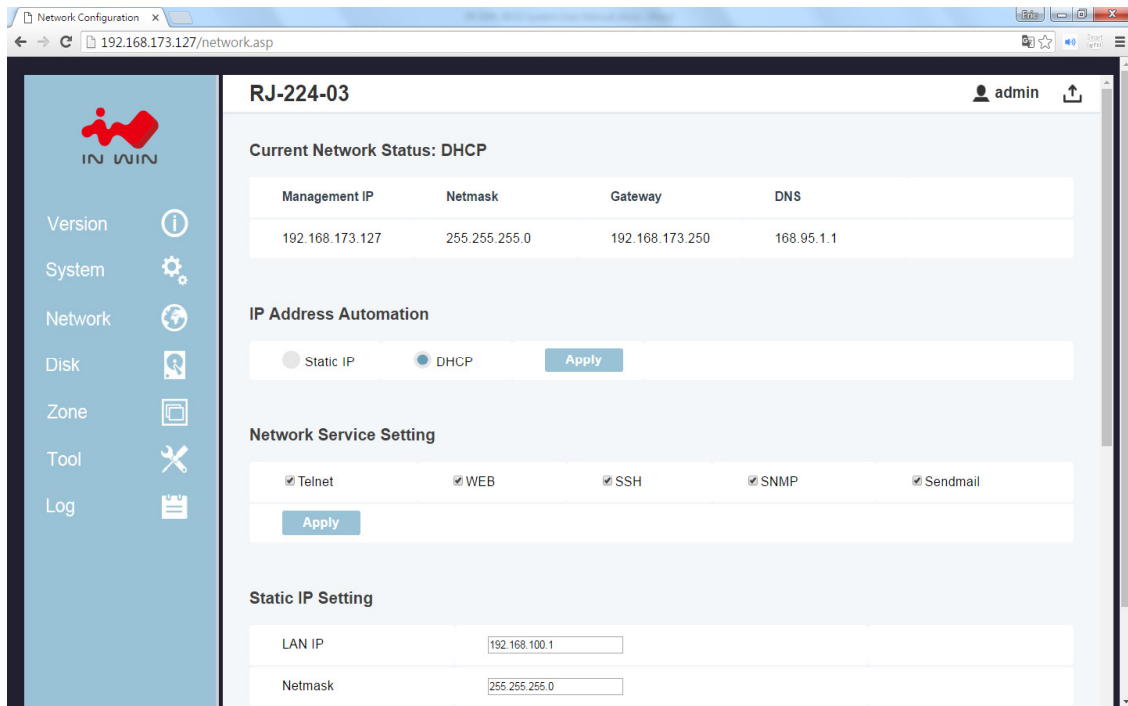 Network Configuration x
Eric
192.168.173.127/network.asp
IN WIN
RJ-224-03
admin
Version
System
Network
Disk
Zone
Tool
Log
Current Network Status: DHCP
Management IP Netmask Gateway DNS
192.168.173.127 255.255.255.0 192.168.173.250 168.95.1.1
IP Address Automation
Static IP DHCP Apply
Network Service Setting
Telnet WEB SSH SNMP Sendmail
Apply
Static IP Setting
LAN IP 192.168.100.1
Netmask 255.255.255.0